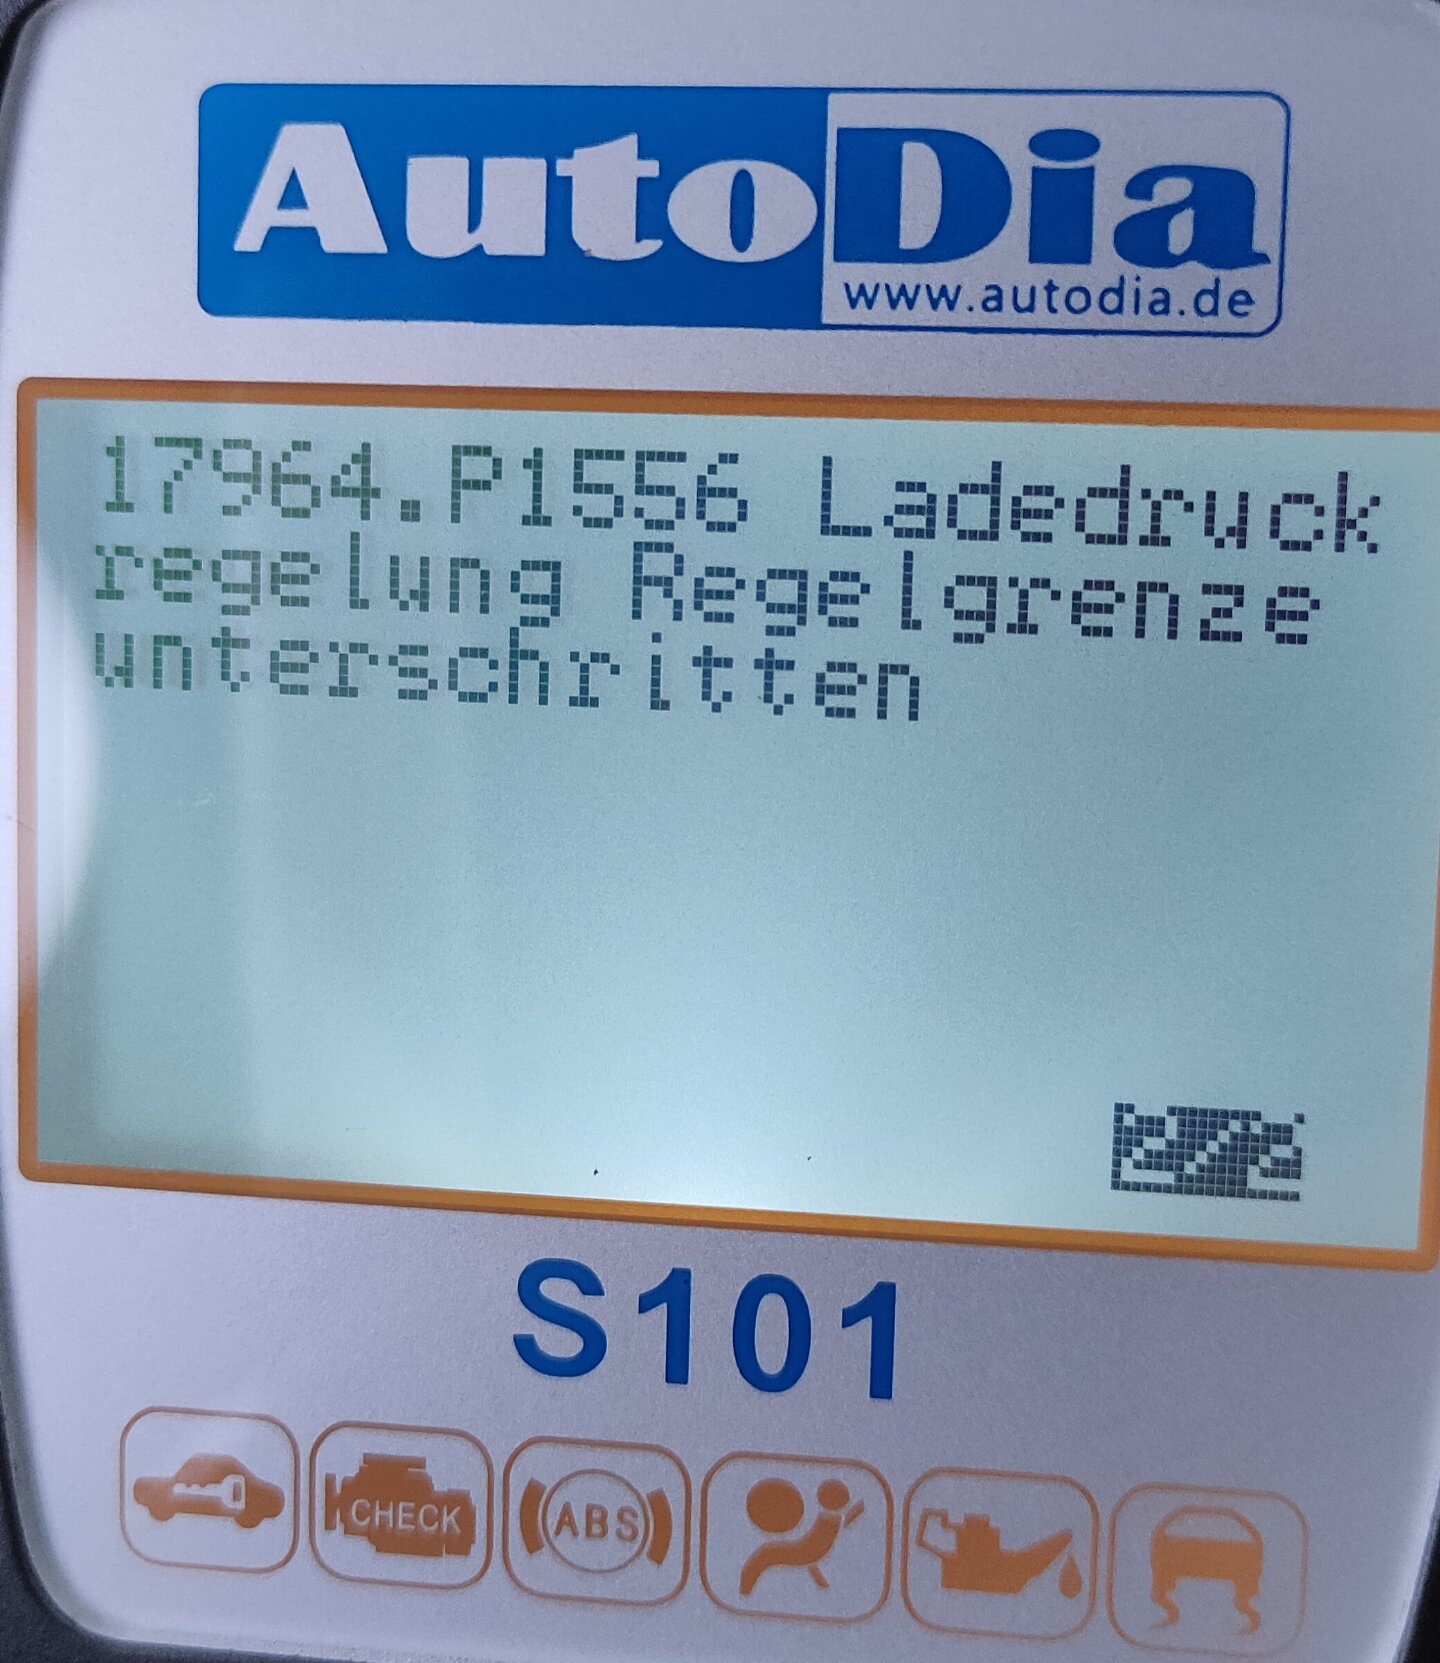 AutoDia
www.autodia.de
17964.P1556 Ladedruck
regelung Regelgrenze
unterschritten
S101
CHECK
ABS